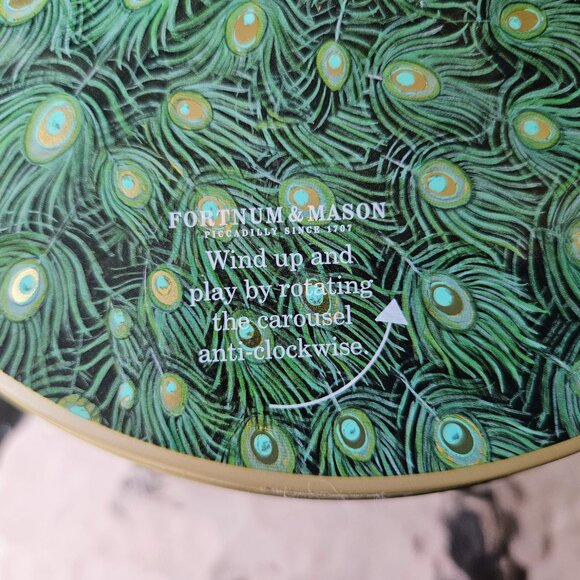 FORTNUM & MASON
PICCADILLY SINCE 1707
Wind up and
play by rotating
the carousel
anti-clockwise